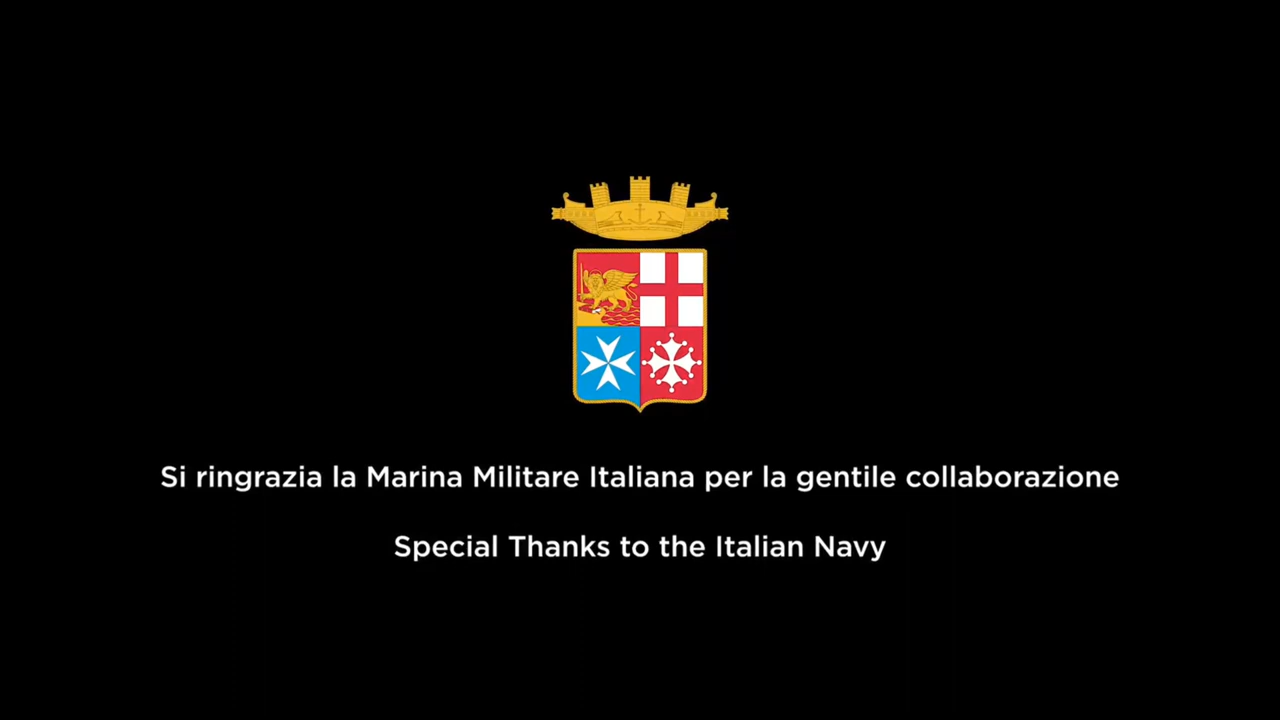 Si ringrazia la Marina Militare Italiana per la gentile collaborazione
Special Thanks to the Italian Navy